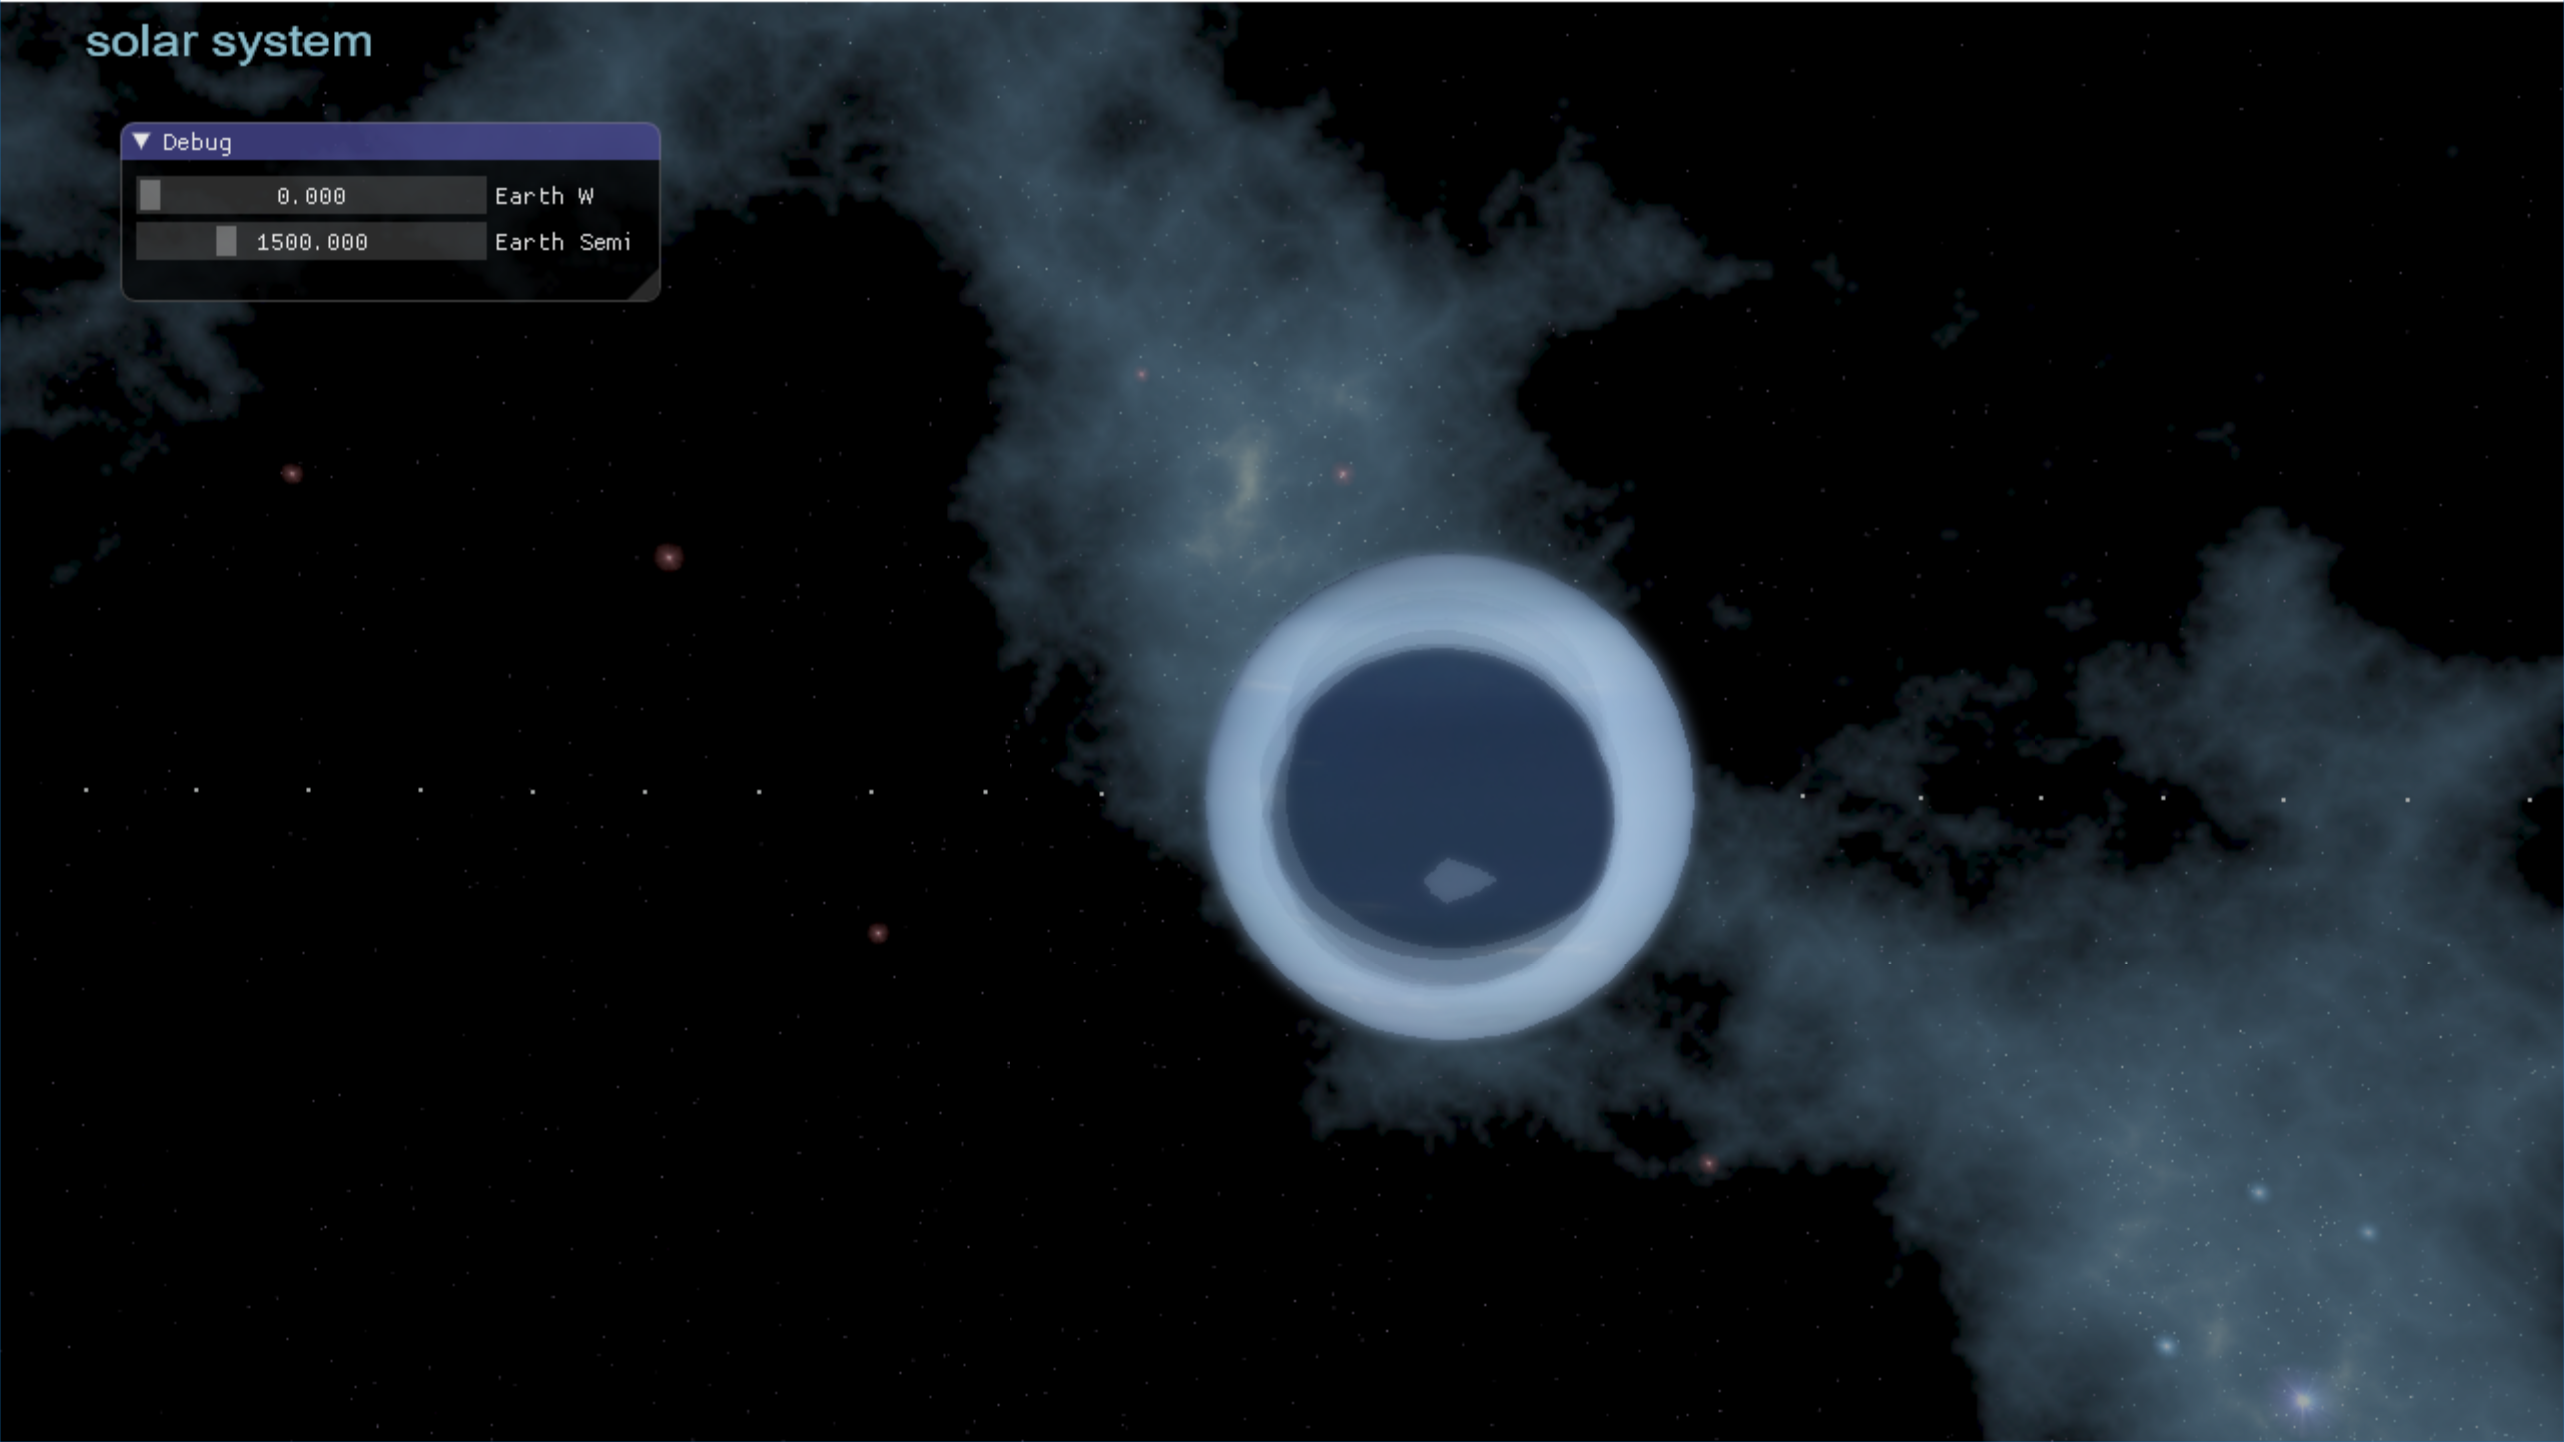 solar system
Debug
0.000 Earth W
1500.000 Earth Semi